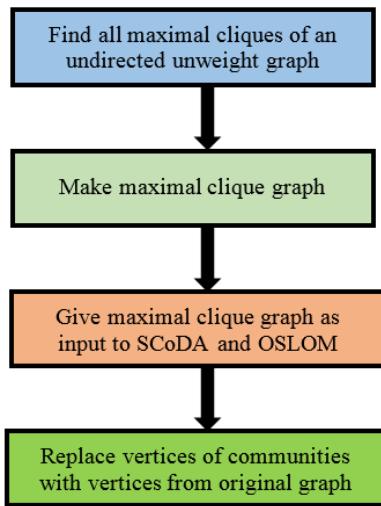 Find all maximal cliques of an
undirected unweight graph
Make maximal clique graph
Give maximal clique graph as
input to SCoDA and OSLOM
Replace vertices of communities
with vertices from original graph